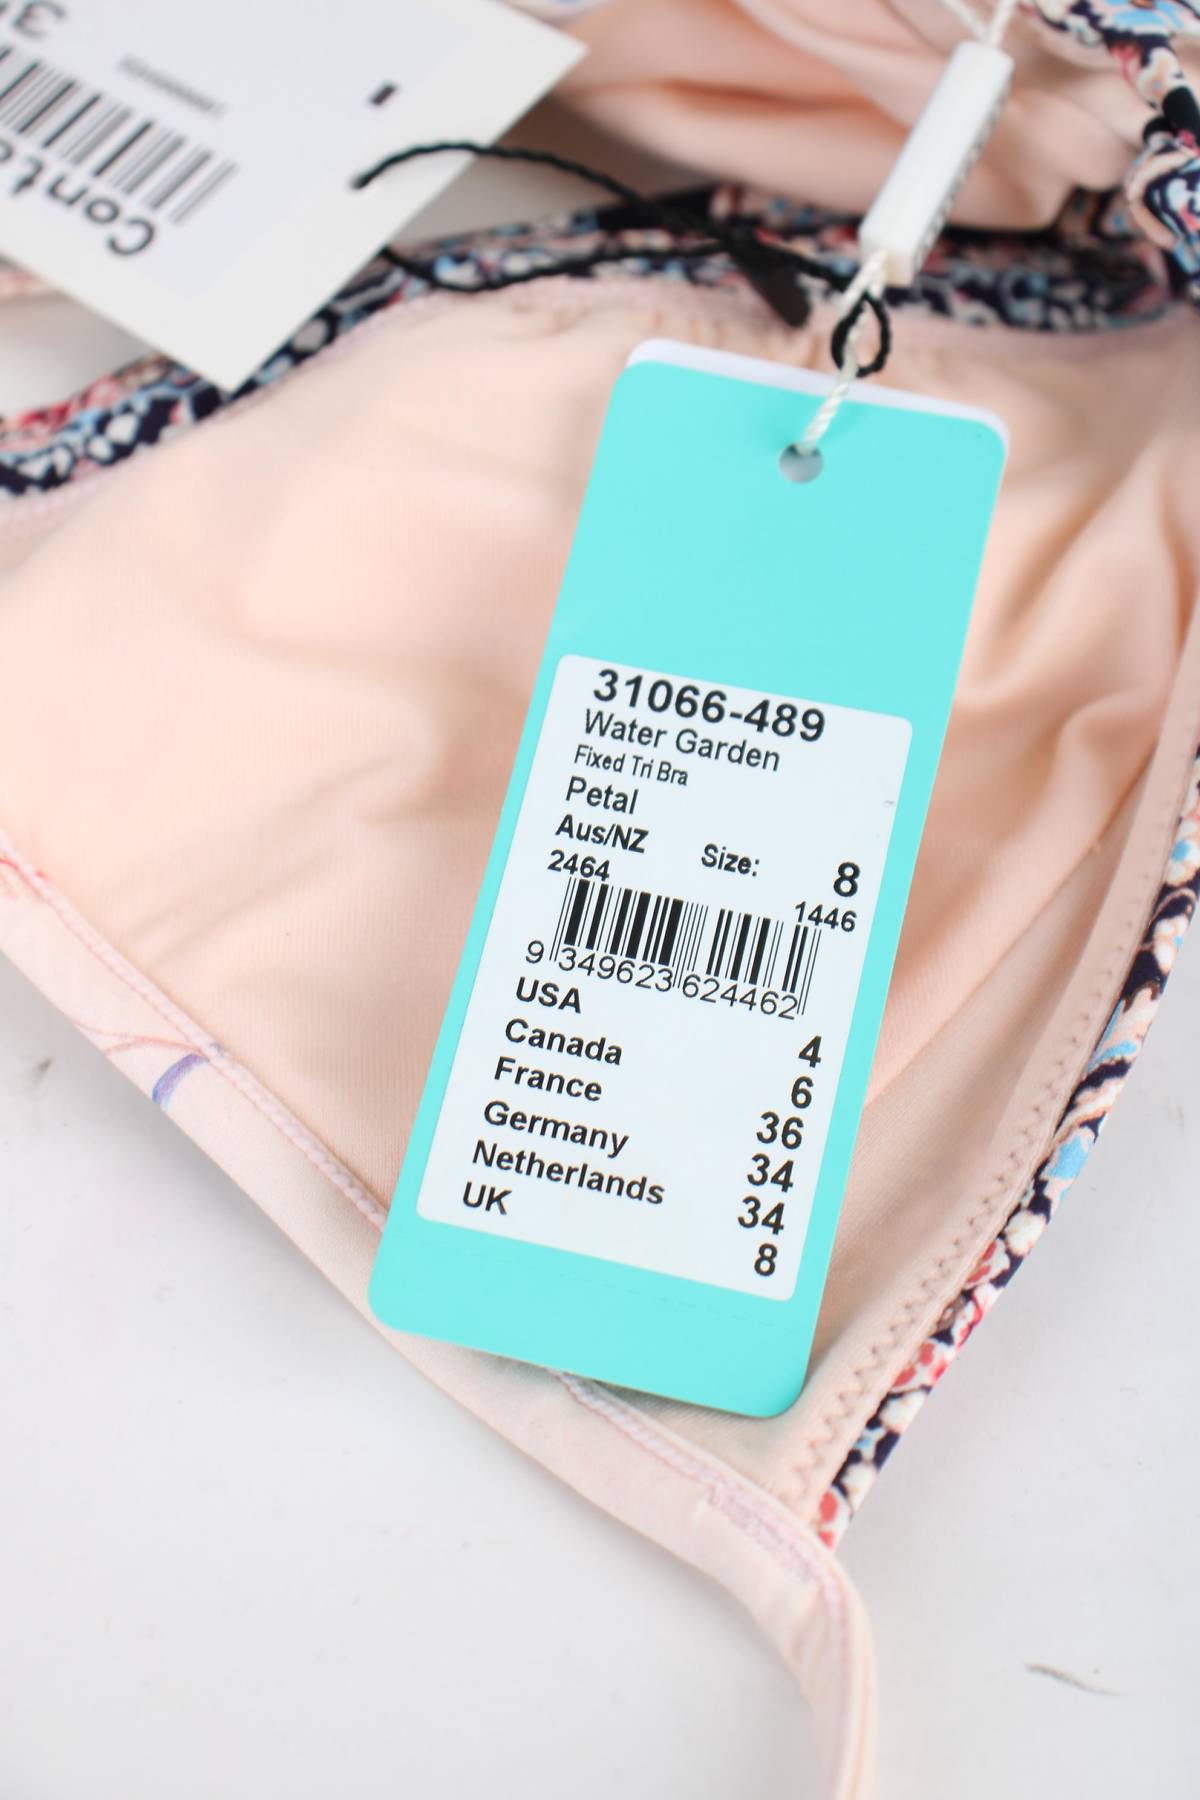 31066-489
Water Garden
Fixed Tri Bra
Petal
Aus/NZ Size: 8
2464 1446
9 349623 624462
USA 4
Canada 6
France 36
Germany 34
Netherlands 34
UK 8